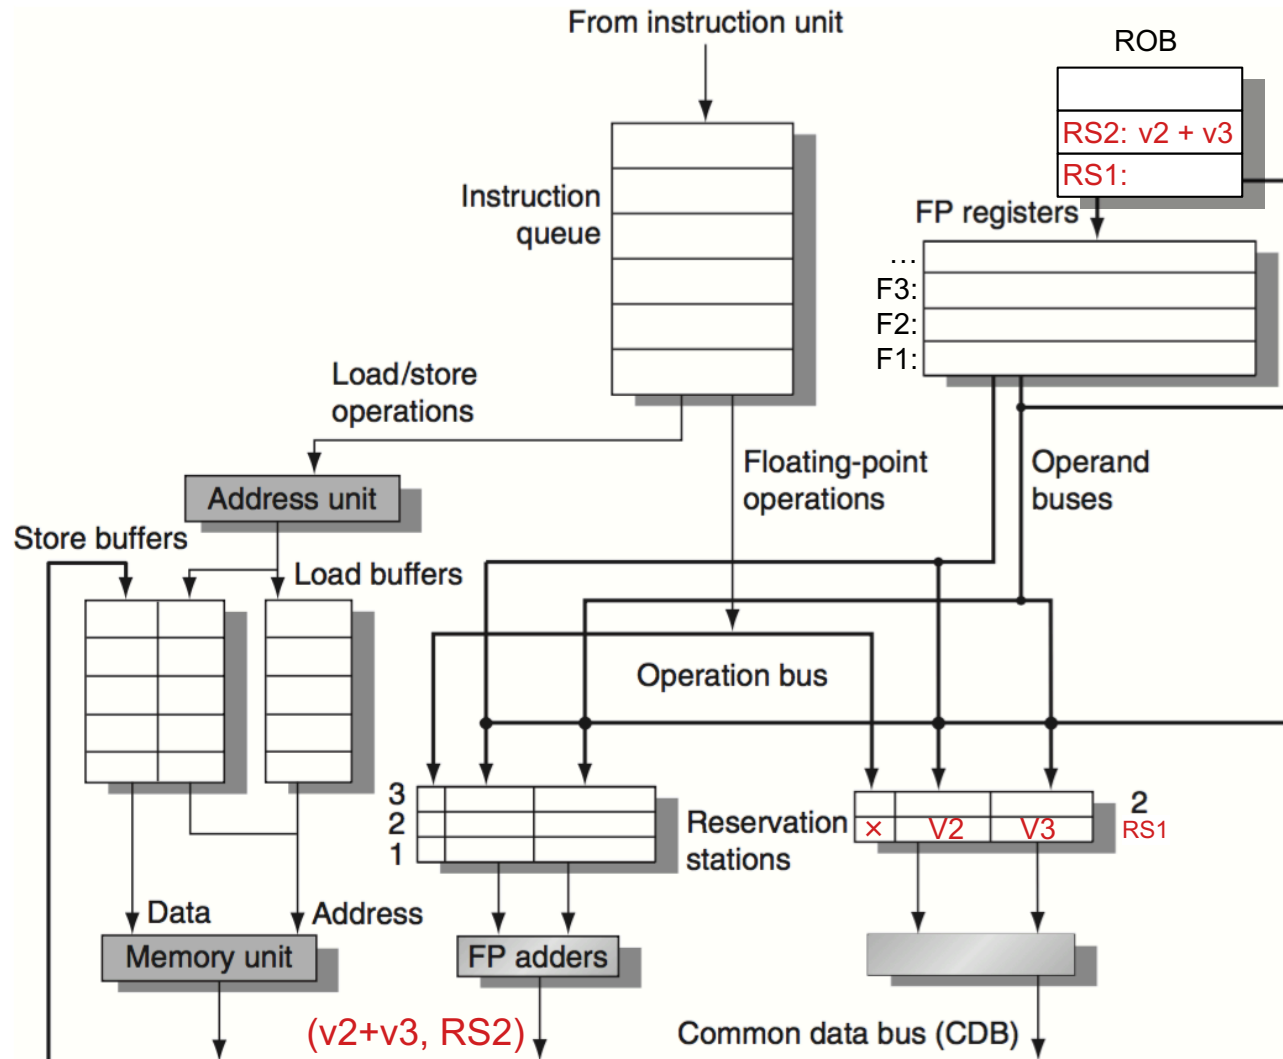 From instruction unit
ROB
RS2: v2 + v3
RS1:
Instruction
queue
FP registers
...
F3:
F2:
F1:
Load/store
operations
Floating-point
operations
Operand
buses
Address unit
Store buffers
Load buffers
Operation bus
3
2
1
Reservation
stations
2
× V2 V3
RS1
Data
Address
Memory unit
FP adders
(v2+v3, RS2)
Common data bus (CDB)